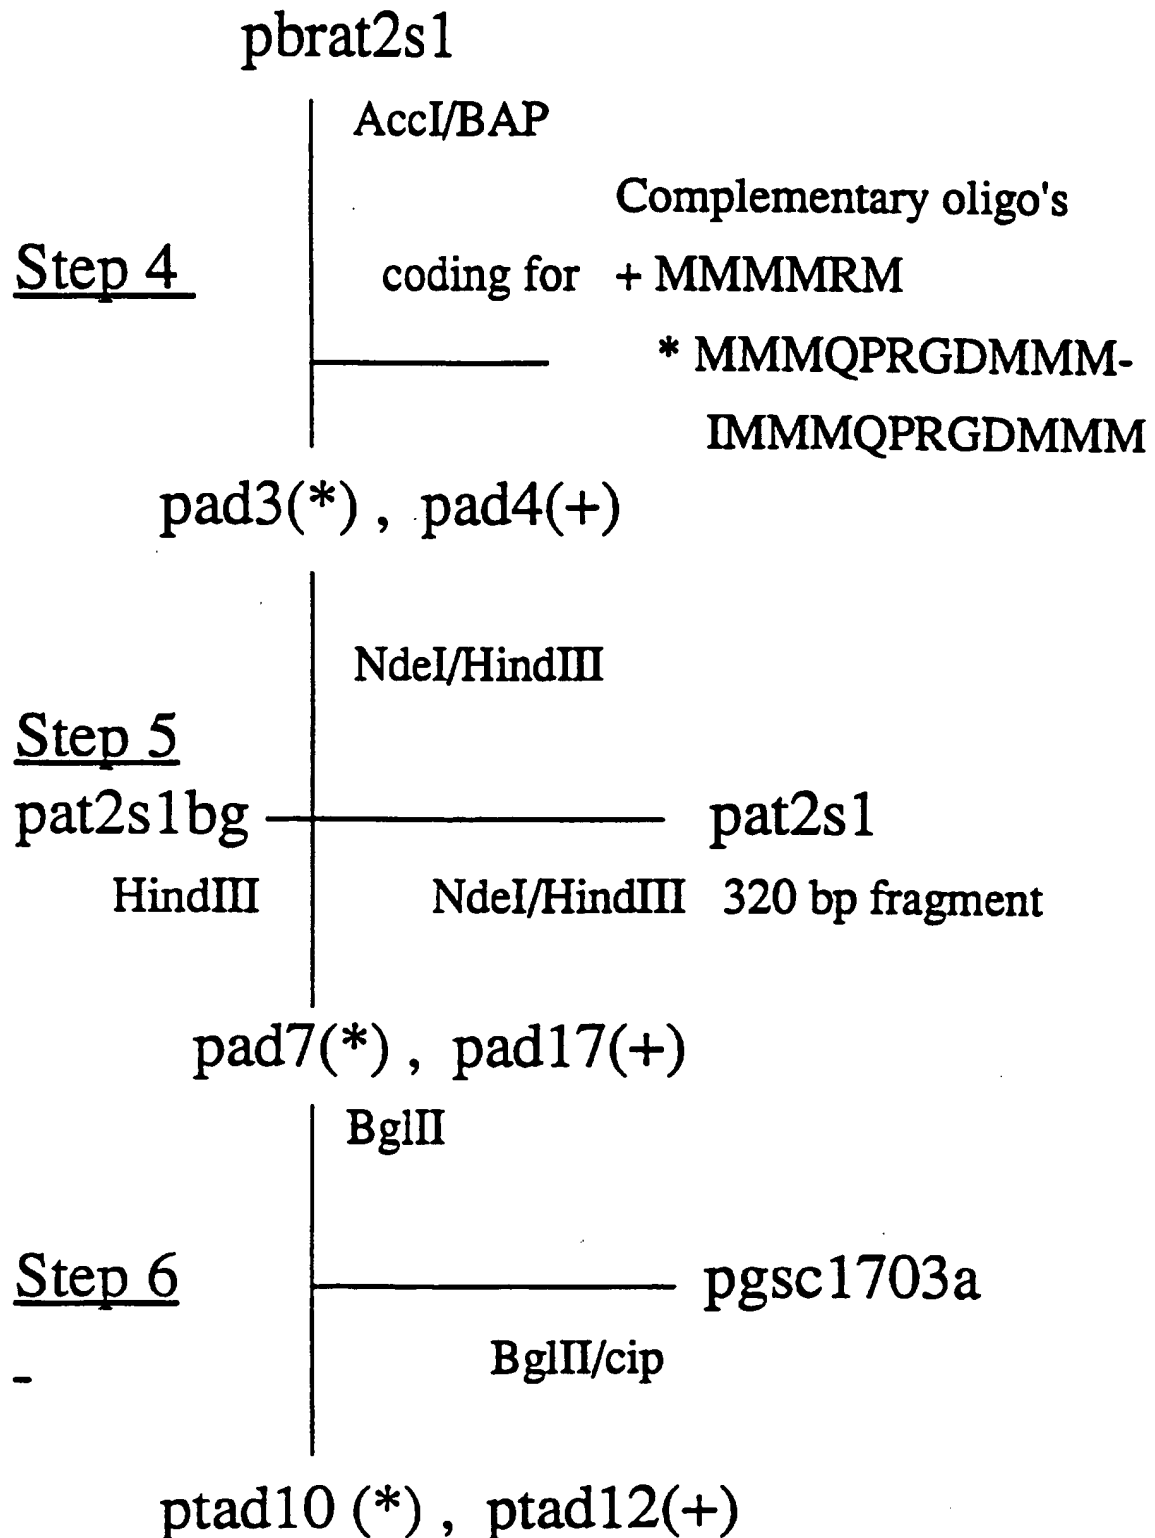 pbrat2s1
AccI/BAP
Complementary oligo's
Step 4
coding for + MMMMRM
* MMMQPRGDMMM-
IMMMQPRGDMMM
pad3(*) , pad4(+)
NdeI/HindIII
Step 5
pat2s1bg
pat2s1
HindIII
NdeI/HindIII 320 bp fragment
pad7(*) , pad17(+)
BglII
Step 6
pgsc1703a
BglII/cip
-
ptad10 (*) , ptad12(+)